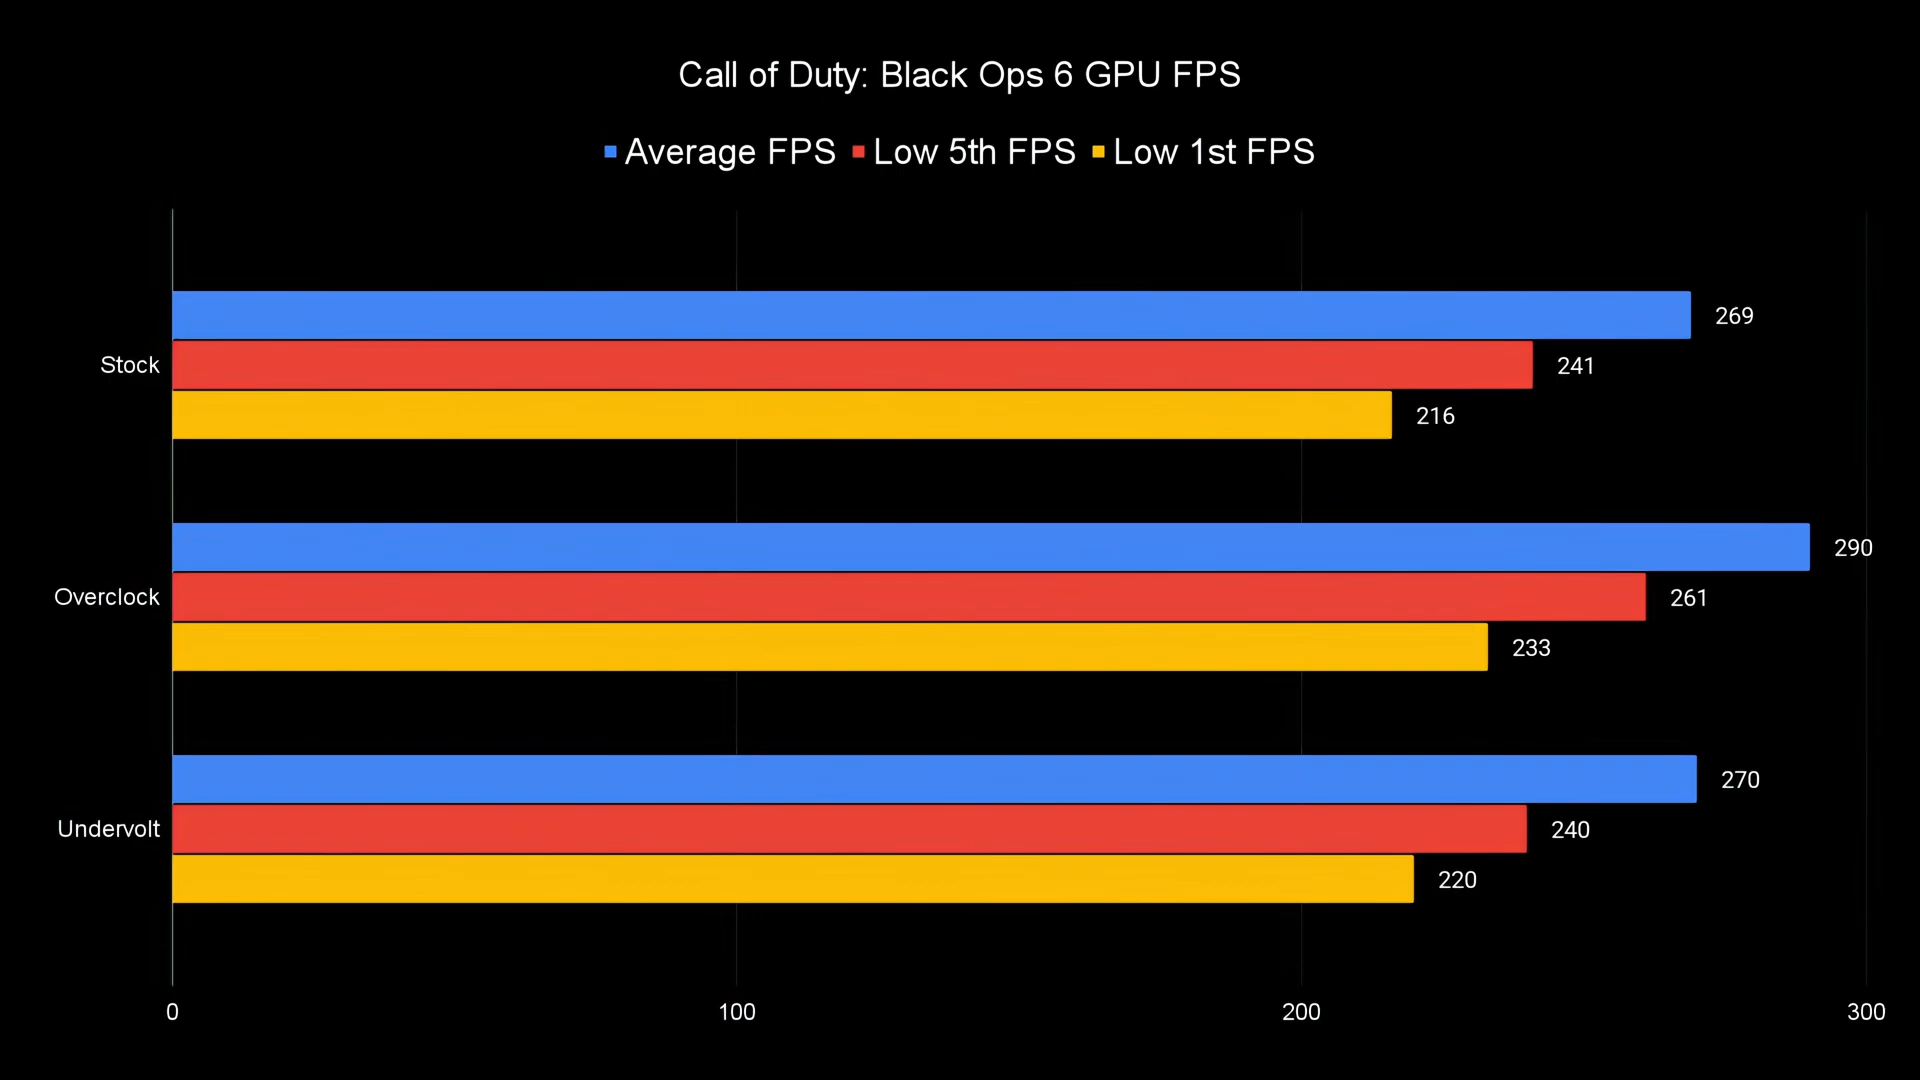 Call of Duty: Black Ops 6 GPU FPS
Average FPS Low 5th FPS Low 1st FPS
269
Stock 241
216
290
Overclock 261
233
270
Undervolt 240
220
0 100 200 300